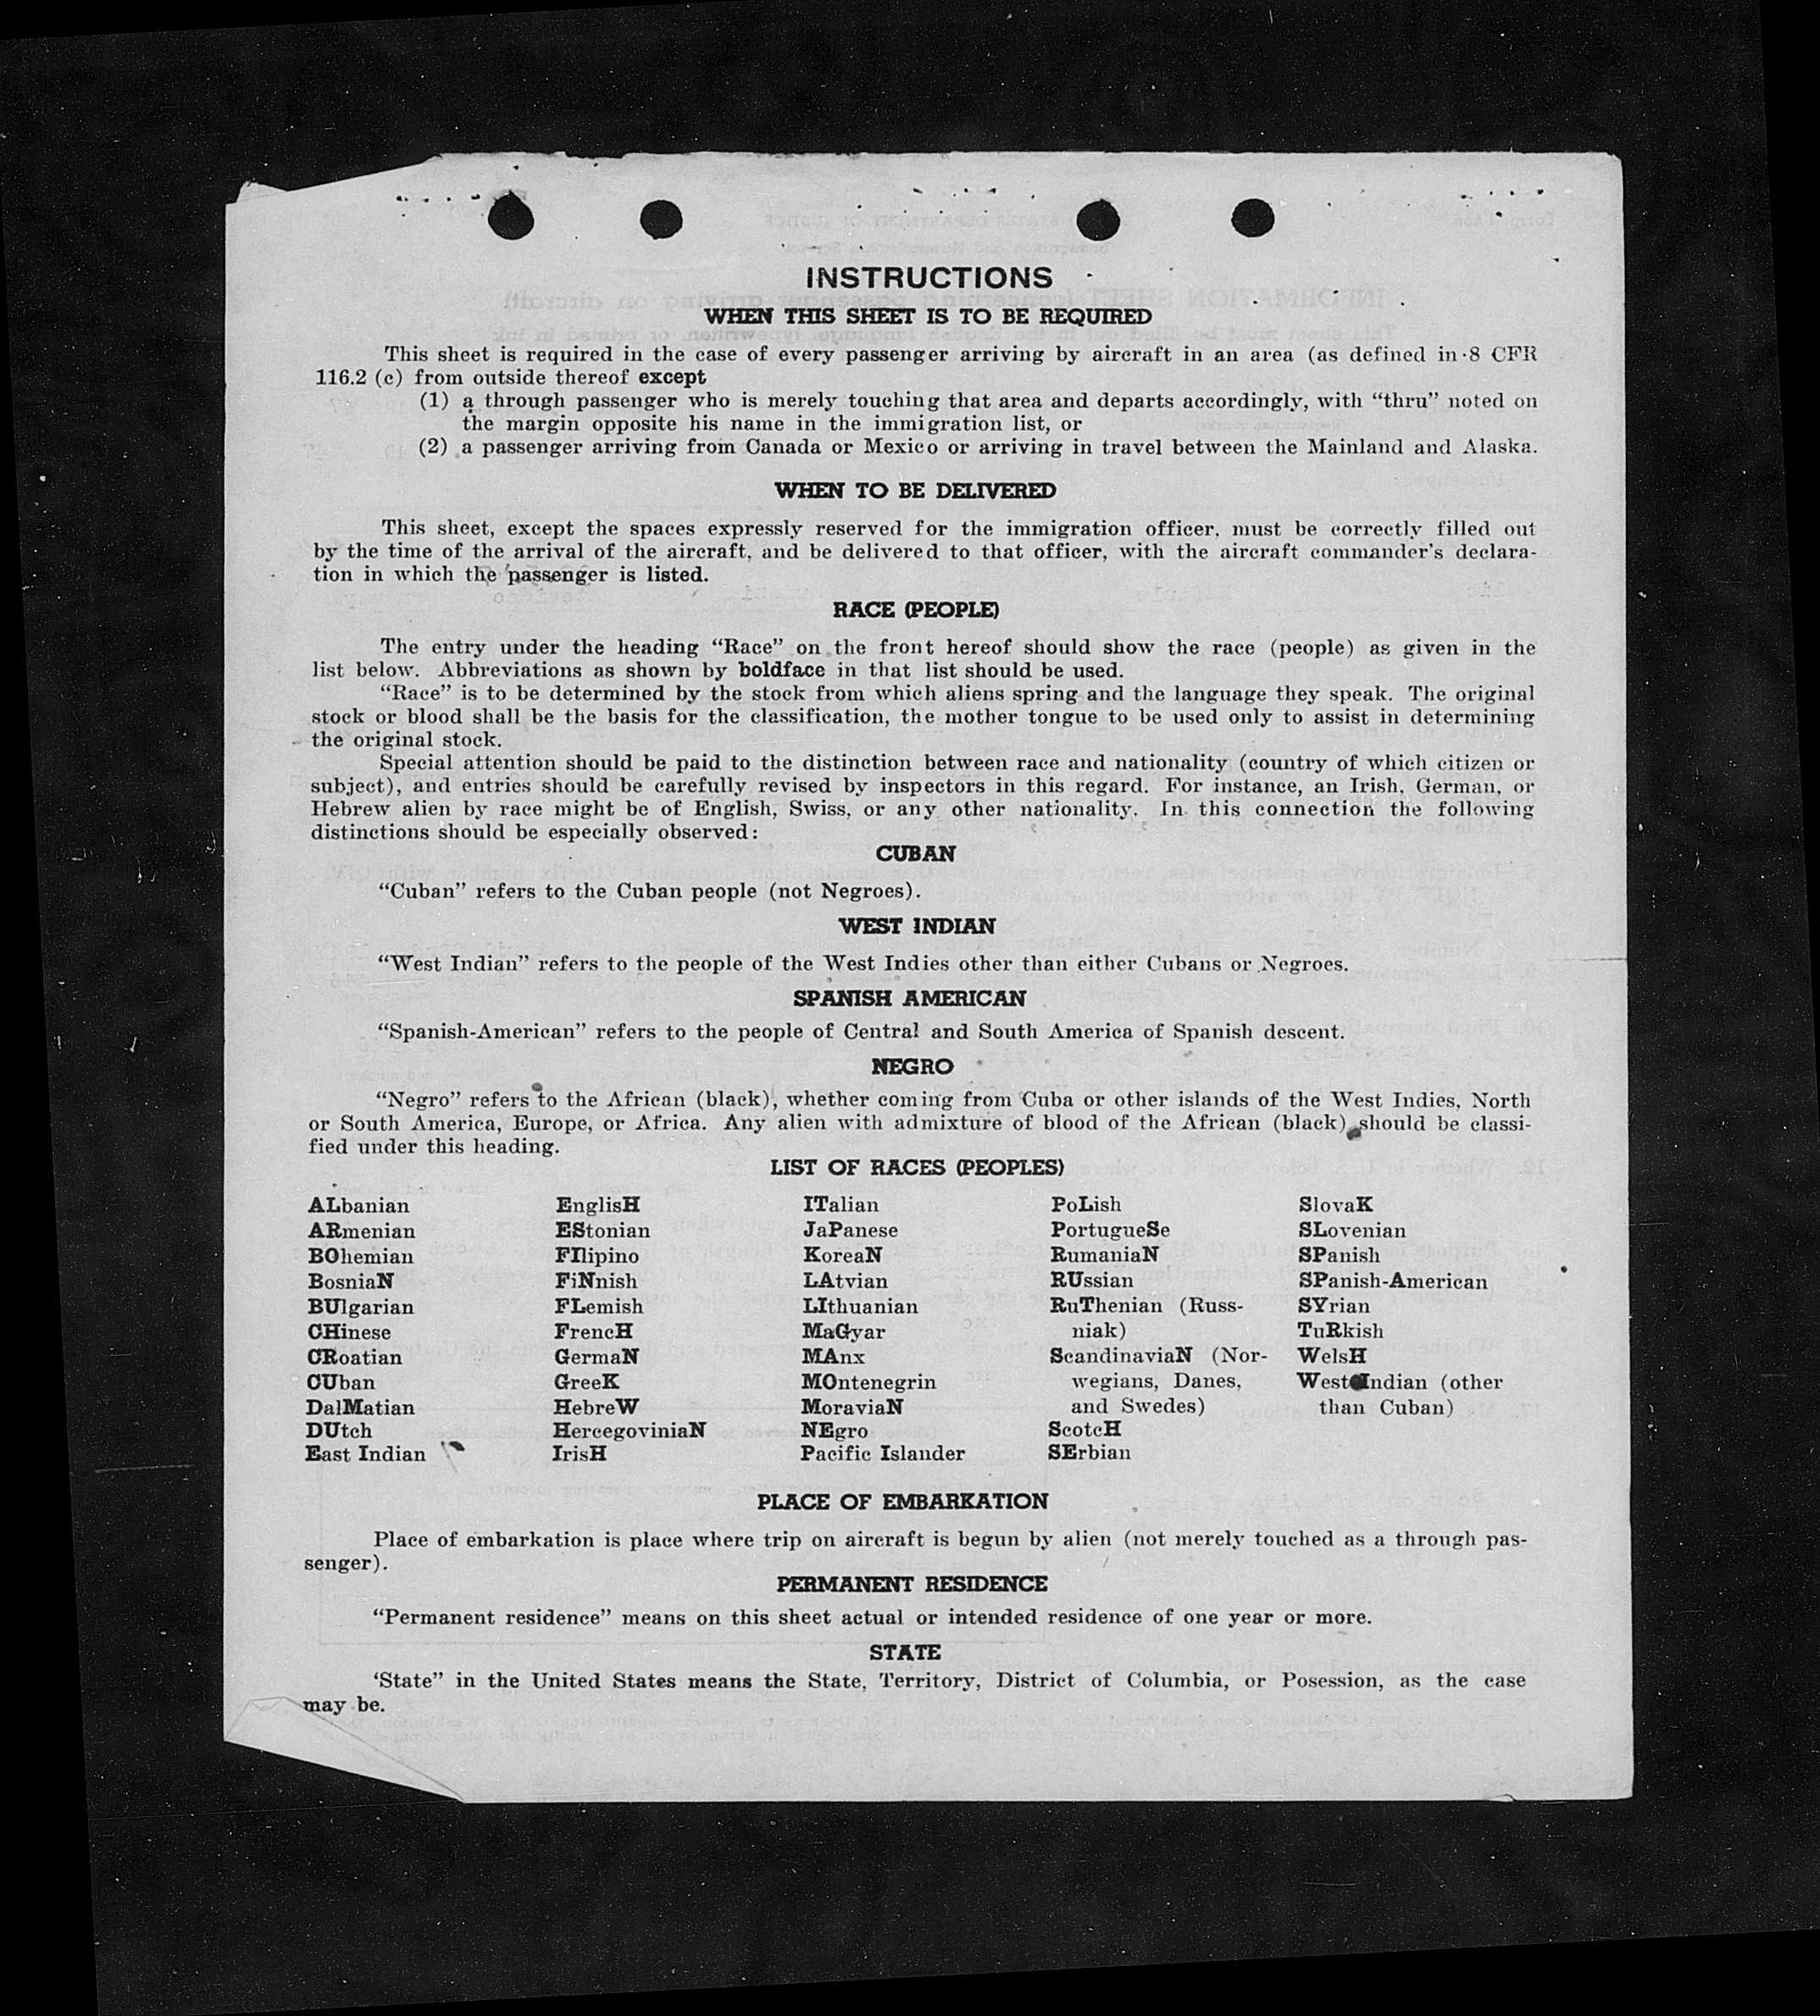 INSTRUCTIONS
WHEN THIS SHEET IS TO BE REQUIRED
This sheet is required in the case of every passenger arriving by aircraft in an area (as defined in 8 CFR
116.2 (c) from outside thereof except
(1) a through passenger who is merely touching that area and departs accordingly, with “thru” noted on
the margin opposite his name in the immigration list, or
(2) a passenger arriving from Canada or Mexico or arriving in travel between the Mainland and Alaska.
WHEN TO BE DELIVERED
This sheet, except the spaces expressly reserved for the immigration officer, must be correctly filled out
by the time of the arrival of the aircraft, and be delivered to that officer, with the aircraft commander’s declara-
tion in which the passenger is listed.
RACE (PEOPLE)
The entry under the heading “Race” on the front hereof should show the race (people) as given in the
list below. Abbreviations as shown by boldface in that list should be used.
“Race” is to be determined by the stock from which aliens spring and the language they speak. The original
stock or blood shall be the basis for the classification, the mother tongue to be used only to assist in determining
the original stock.
Special attention should be paid to the distinction between race and nationality (country of which citizen or
subject), and entries should be carefully revised by inspectors in this regard. For instance, an Irish, German, or
Hebrew alien by race might be of English, Swiss, or any other nationality. In this connection the following
distinctions should be especially observed:
CUBAN
“Cuban” refers to the Cuban people (not Negroes).
WEST INDIAN
“West Indian” refers to the people of the West Indies other than either Cubans or Negroes.
SPANISH AMERICAN
“Spanish-American” refers to the people of Central and South America of Spanish descent.
NEGRO
“Negro” refers to the African (black), whether coming from Cuba or other islands of the West Indies, North
or South America, Europe, or Africa. Any alien with admixture of blood of the African (black) should be classi-
fied under this heading.
LIST OF RACES (PEOPLES)
ALbanian
ARmenian
BOhemian
BosniaN
BUlgarian
CHinese
CRoatian
CUban
DalMatian
DUtch
East Indian
EnglisH
EStonian
FIlipino
FiNnish
FLemish
FrencH
GermaN
GreeK
HebreW
HercegoviniaN
IrisH
ITalian
JaPanese
KoreaN
LAtvian
LIthuanian
MaGyar
MAnx
MOntenegrin
MoraviaN
NEgro
Pacific Islander
PoLish
PortugueSe
RumaniaN
RUssian
RuThenian (Russ-
niak)
ScandinaviaN (Nor-
wegians, Danes,
and Swedes)
ScotcH
SErbian
SlovaK
SLovenian
SPanish
SPanish-American
SYrian
TuRkish
WelsH
West Indian (other
than Cuban)
PLACE OF EMBARKATION
Place of embarkation is place where trip on aircraft is begun by alien (not merely touched as a through pas-
senger).
PERMANENT RESIDENCE
“Permanent residence” means on this sheet actual or intended residence of one year or more.
STATE
‘State” in the United States means the State, Territory, District of Columbia, or Posession, as the case
may be.